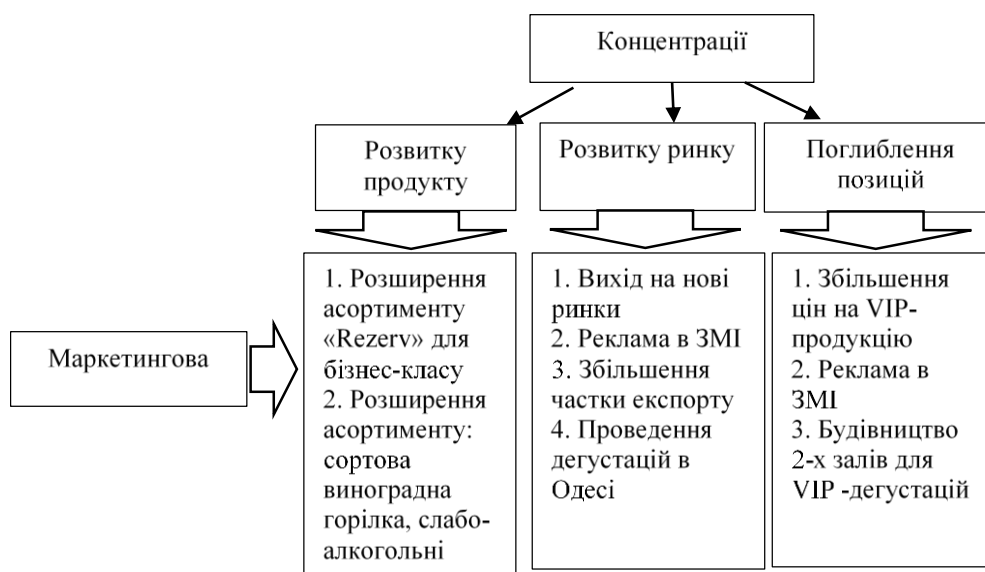 Концентрації
Розвитку
продукту
Розвитку ринку
Поглиблення
позицій
Маркетингова
1. Розширення
асортименту
«Rezerv» для
бізнес-класу
2. Розширення
асортименту:
сортова
виноградна
горілка, слабо-
алкогольні
1. Вихід на нові
ринки
2. Реклама в ЗМІ
3. Збільшення
частки експорту
4. Проведення
дегустацій в
Одесі
1. Збільшення
цін на VIP-
продукцію
2. Реклама в
ЗМІ
3. Будівництво
2-х залів для
VIP -дегустацій